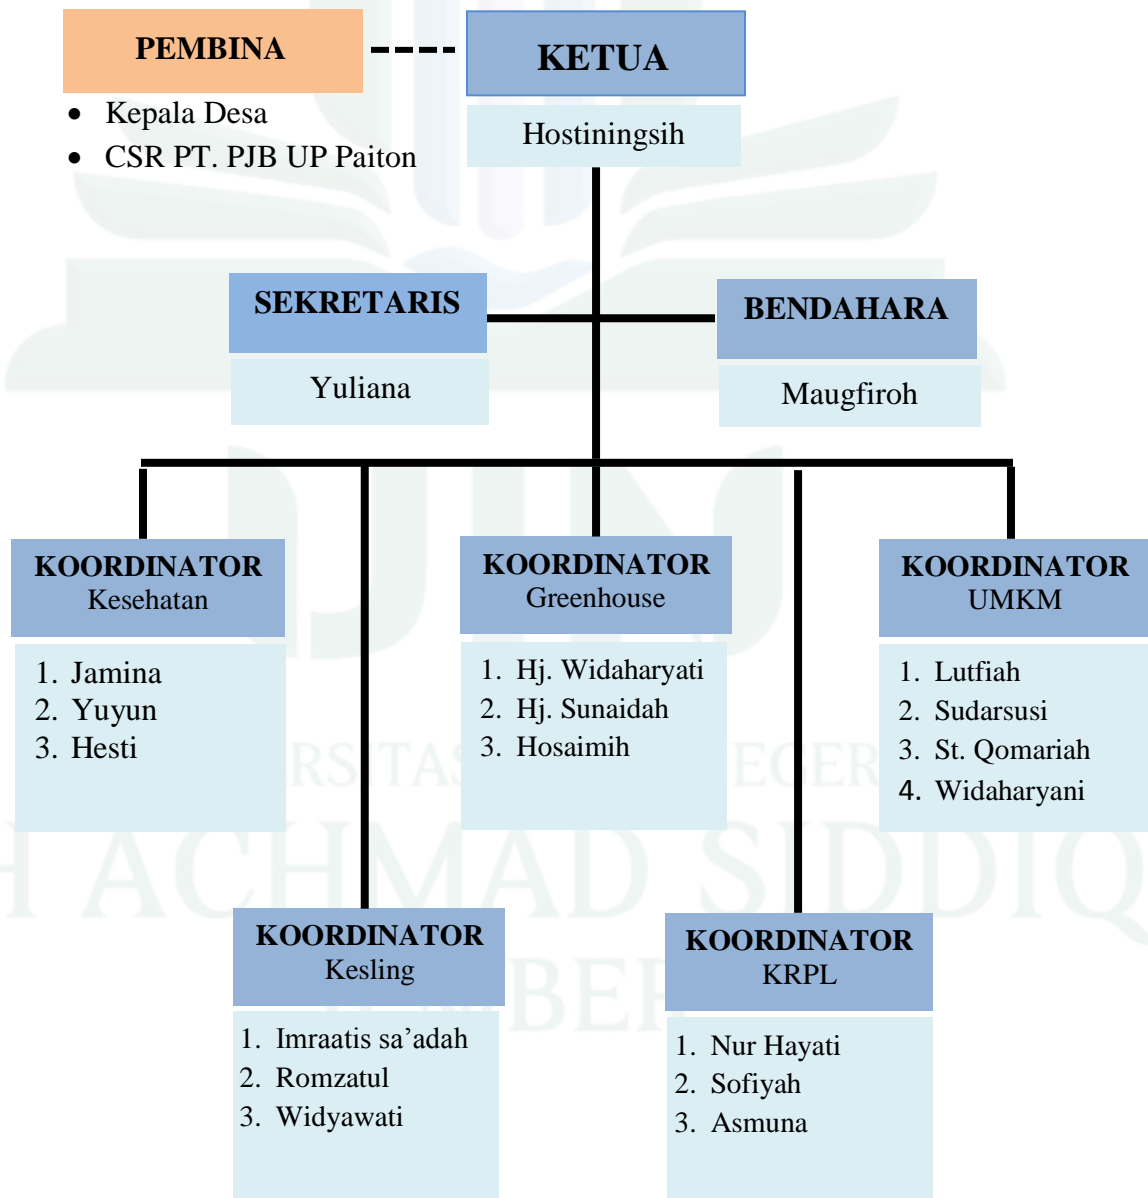 PEMBINA
KETUA
• Kepala Desa
• CSR PT. PJB UP Paiton
Hostiningsih
SEKRETARIS
Yuliana
BENDAHARA
Maugfiroh
KOORDINATOR
Kesehatan
1. Jamina
2. Yuyun
3. Hesti
KOORDINATOR
Greenhouse
1. Hj. Widaharyati
2. Hj. Sunaidah
3. Hosaimih
KOORDINATOR
UMKM
1. Lutfiah
2. Sudarsusi
3. St. Qomariah
4. Widaharyani
KOORDINATOR
Kesling
1. Imraatis sa’adah
2. Romzatul
3. Widyawati
KOORDINATOR
KRPL
1. Nur Hayati
2. Sofiyah
3. Asmuna
H ACHMAD SIDDIQ